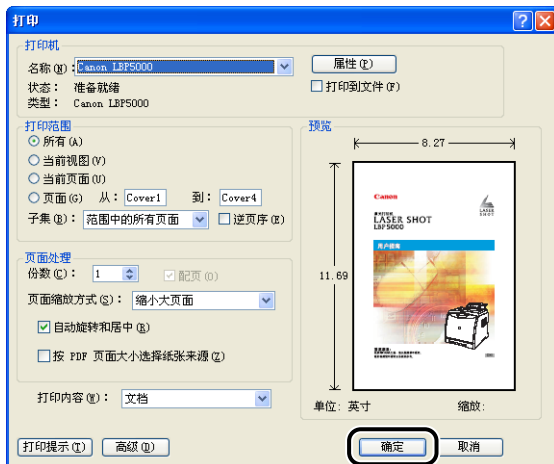 打印
打印机
名称(N): Canon LBP5000 属性(P)
状态: 准备就绪 打印到文件(F)
类型: Canon LBP5000
打印范围 预览
所有(A)
当前视图(V)
当前页面(U)
页面(G) 从: Cover1 到: Cover4
子集(B): 范围中的所有页面 逆页序(E)
8.27
11.69
Canon
LASER SHOT
LASER SHOT
LBP5000
用户指南
页面处理
份数(C): 1 配页(O)
页面缩放方式(S): 缩小大页面
自动旋转和居中(R)
按 PDF 页面大小选择纸张来源(Z)
打印内容(W): 文档
单位: 英寸 缩放:
打印提示(T) 高级(D) 确定 取消